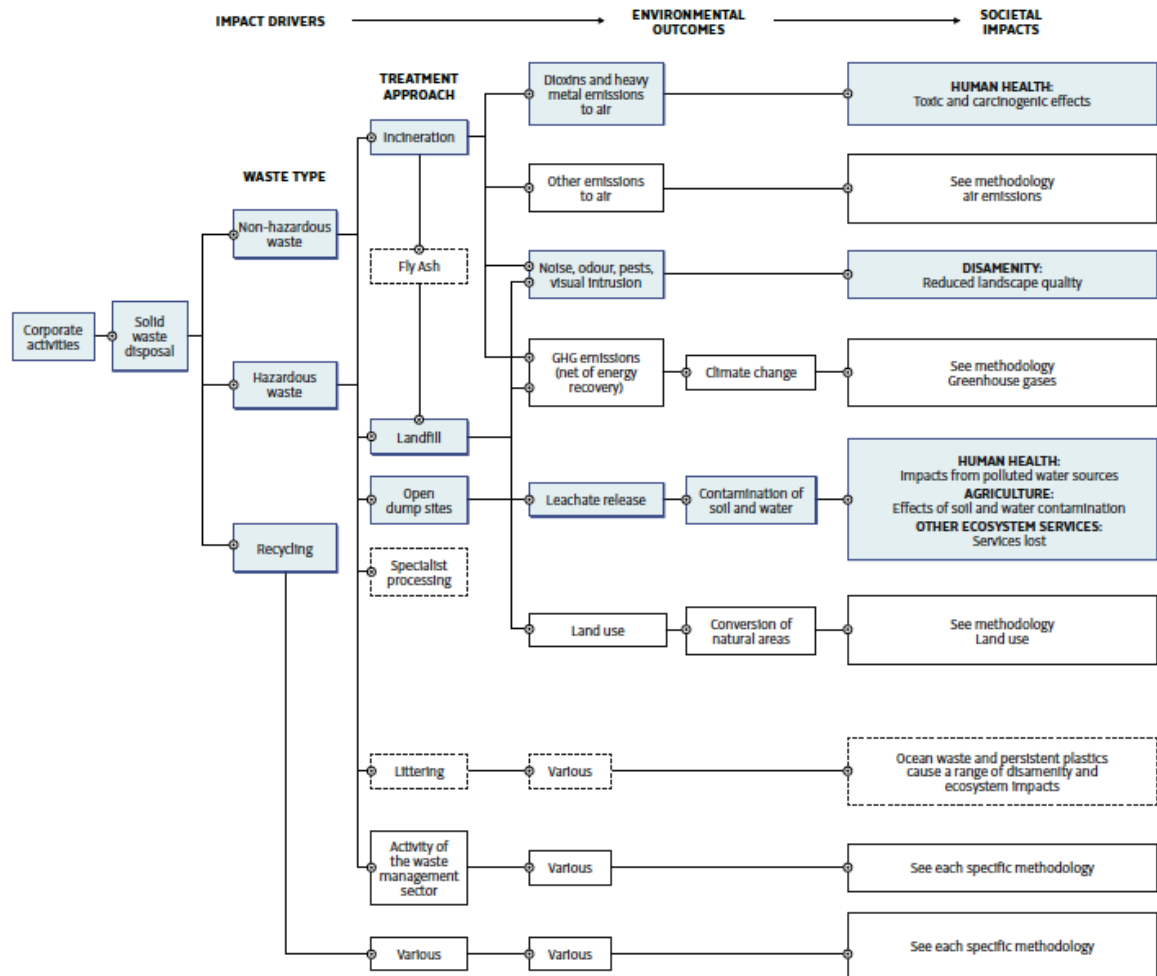 IMPACT DRIVERS
ENVIRONMENTAL
OUTCOMES
SOCIETAL
IMPACTS
TREATMENT
APPROACH
WASTE TYPE
Corporate
activities
Solid
waste
disposal
Non-hazardous
waste
Hazardous
waste
Recycling
Incineration
Fly Ash
Landfill
Open
dump sites
Specialist
processing
Littering
Activity of
the waste
management
sector
Various
Dioxins and heavy
metal emissions
to air
HUMAN HEALTH:
Toxic and carcinogenic effects
Other emissions
to air
See methodology
air emissions
Noise, odour, pests,
visual intrusion
DISAMENITY:
Reduced landscape quality
GHG emissions
(net of energy
recovery)
Climate change
See methodology
Greenhouse gases
Leachate release
Contamination of
soil and water
HUMAN HEALTH:
Impacts from polluted water sources
AGRICULTURE:
Effects of soil and water contamination
OTHER ECOSYSTEM SERVICES:
Services lost
Land use
Conversion of
natural areas
See methodology
Land use
Various
Ocean waste and persistent plastics
cause a range of disamenity and
ecosystem impacts
Various
See each specific methodology
Various
See each specific methodology